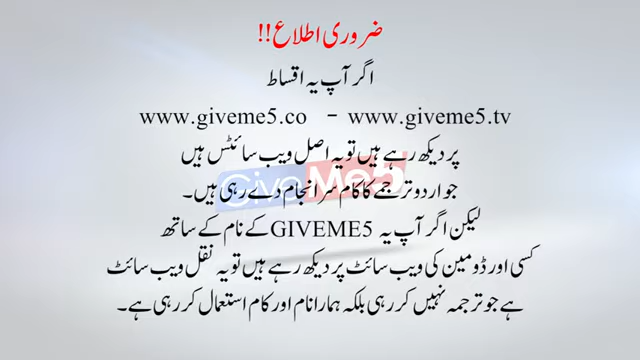 ضروری اطلاع!!
اگر آپ یہ اقساط
www.giveme5.co - www.giveme5.tv
پر دیکھ رہے ہیں تو یہ اصل ویب سائٹس ہیں
جو اردو ترجمے کا کام سرانجام دے رہی ہیں۔
GiveMe5
لیکن اگر آپ یہ GIVEME5 کے نام کے ساتھ
کسی اور ڈومین کی ویب سائٹ پر دیکھ رہے ہیں تو یہ نقل ویب سائٹ
ہے جو ترجمہ نہیں کر رہی بلکہ ہمارا نام اور کام استعمال کر رہی ہے۔